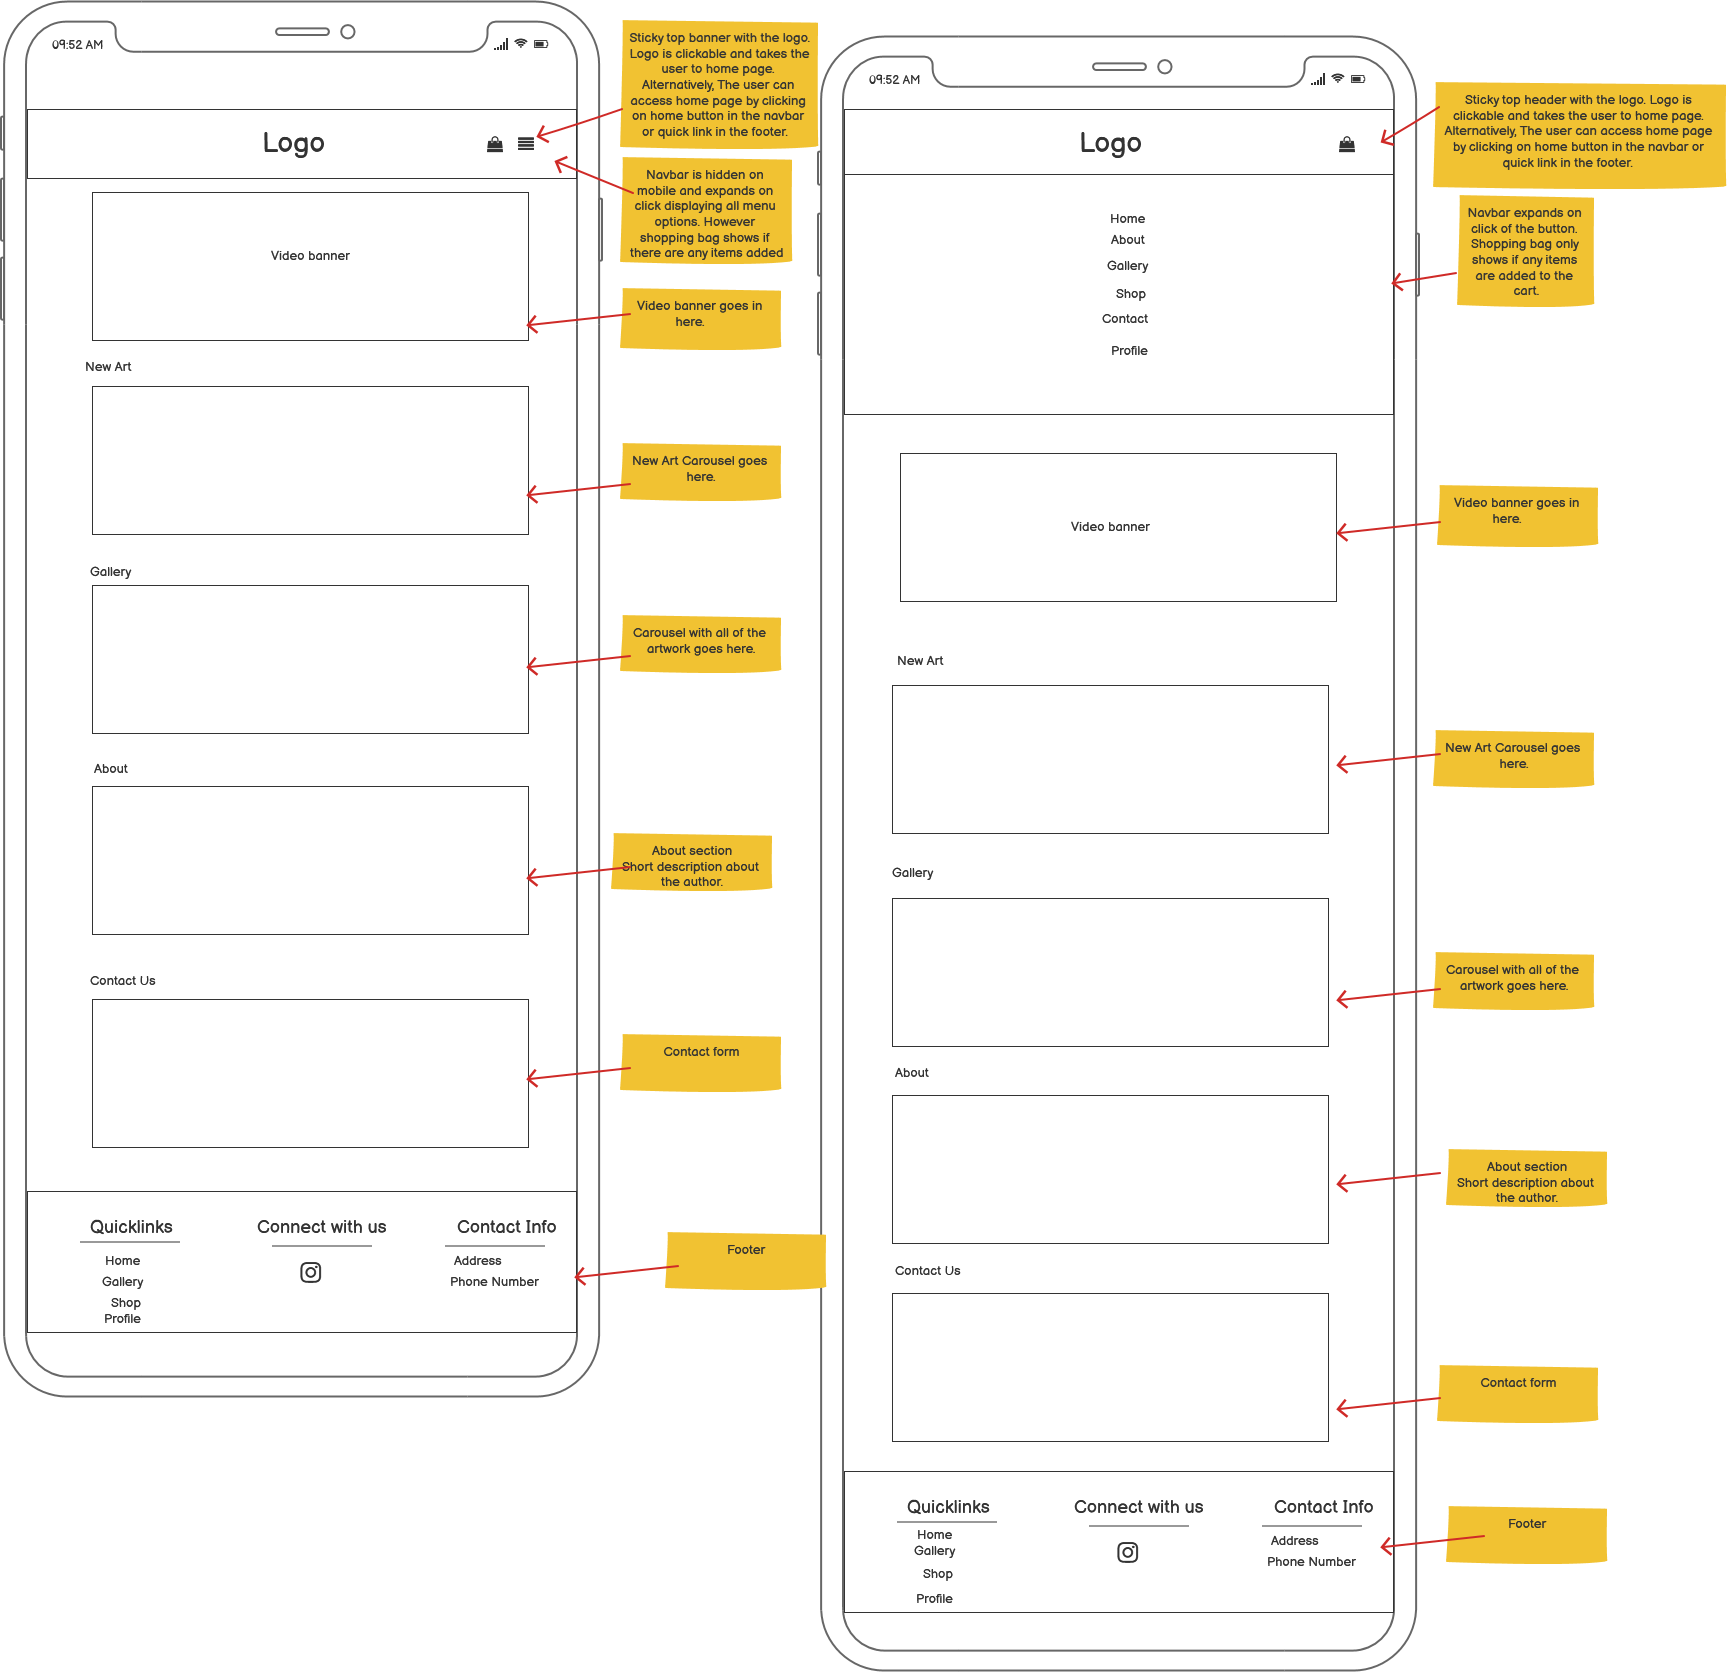 09:52 AM
Logo
Video banner
New Art
Gallery
About
Contact Us
Quicklinks
Home
Gallery
Shop
Profile
Connect with us
Contact Info
Address
Phone Number
Sticky top banner with the logo.
Logo is clickable and takes the
user to home page.
Alternatively, The user can
access home page by clicking
on home button in the navbar
or quick link in the footer.
Navbar is hidden on
mobile and expands on
click displaying all menu
options. However
shopping bag shows if
there are any items added
Video banner goes in
here.
New Art Carousel goes
here.
Carousel with all of the
artwork goes here.
About section
Short description about
the author.
Contact form
Footer
09:52 AM
Logo
Home
About
Gallery
Shop
Contact
Profile
Video banner
New Art
Gallery
About
Contact Us
Quicklinks
Home
Gallery
Shop
Profile
Connect with us
Contact Info
Address
Phone Number
Sticky top header with the logo. Logo is
clickable and takes the user to home page.
Alternatively, The user can access home page
by clicking on home button in the navbar or
quick link in the footer.
Navbar expands on
click of the button.
Shopping bag only
shows if any items
are added to the
cart.
Video banner goes in
here.
New Art Carousel goes
here.
Carousel with all of the
artwork goes here.
About section
Short description about
the author.
Contact form
Footer